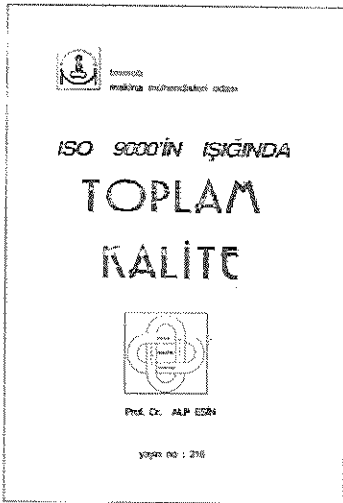 tmmob
makina mühendisleri odası
ISO 9000'İN IŞIĞINDA
TOPLAM
KALİTE
Prof. Dr. ALP ESİN
yayın no : 216